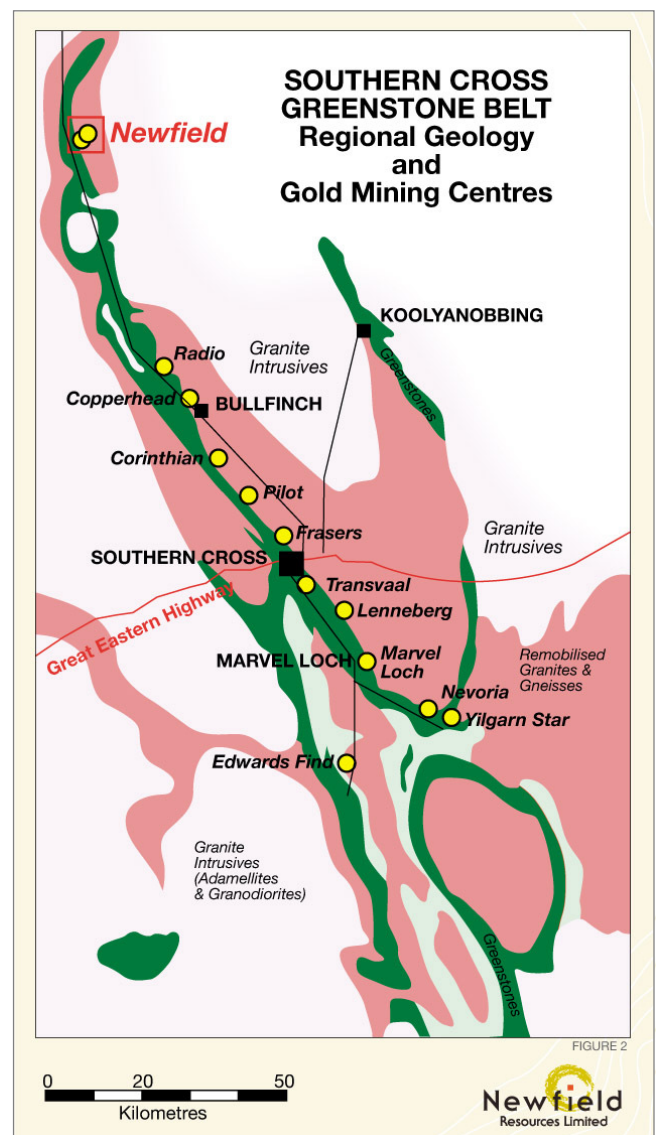 SOUTHERN CROSS
GREENSTONE BELT
Regional Geology
and
Gold Mining Centres
Newfield
KOOLYANOBBING
Greenstones
Radio
Granite
Intrusives
Copperhead
BULLFINCH
Corinthian
Pilot
Frasers
Granite
Intrusives
SOUTHERN CROSS
Great Eastern Highway
Transvaal
Lenneberg
MARVEL LOCH
Marvel
Loch
Remobilised
Granites &
Gneisses
Nevoria
Yilgarn Star
Edwards Find
Granite
Intrusives
(Adamellites
& Granodiorites)
Greenstones
FIGURE 2
0 20 50
Kilometres
Newfield
Resources Limited